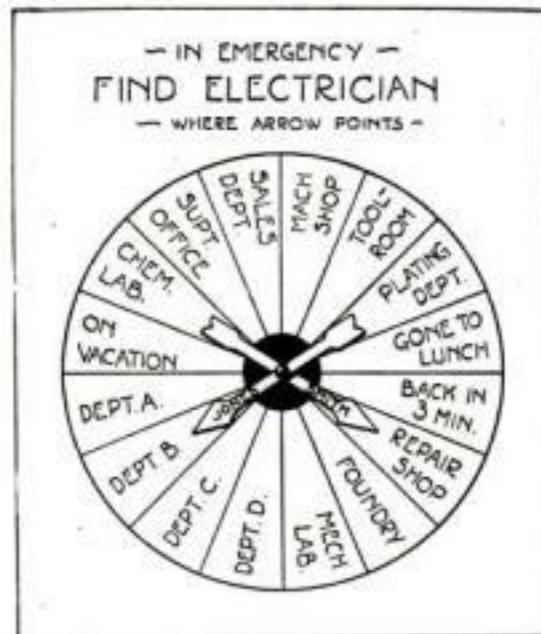 ~ IN EMERGENCY ~
FIND ELECTRICIAN
~ WHERE ARROW POINTS ~
MACH
SHOP
TOOL
ROOM
PLATING
DEPT.
GONE TO
LUNCH
BACK IN
3 MIN.
REPAIR
SHOP
FOUNDRY
MECH
LAB.
DEPT. D.
DEPT. C.
DEPT B
DEPT. A.
ON
VACATION
CHEM.
LAB.
SUPT.
OFFICE
SALES
DEPT.